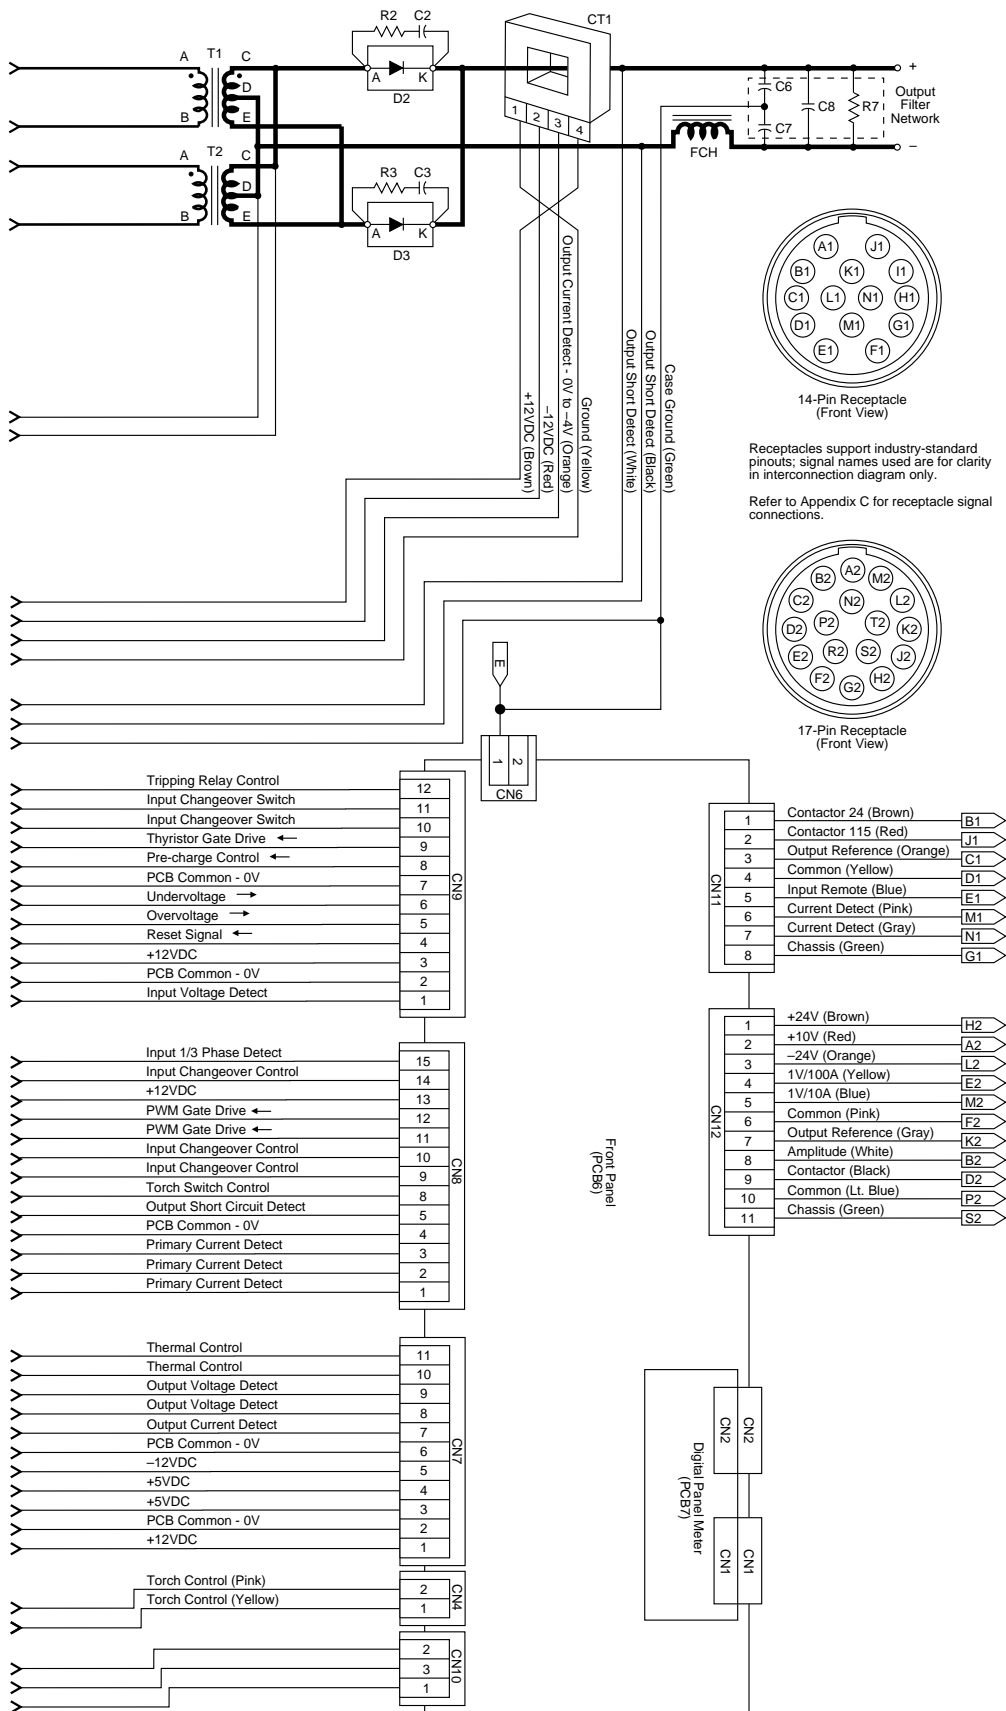 R2 C2
CT1
A T1 C
D
B E
A K
D2
1 2 3 4
+
C6
C8 R7
C7
Output
Filter
Network
FCH
–
A T2 C
D
B E
R3 C3
A K
D3
+12VDC (Brown)
–12VDC (Red)
Output Current Detect - 0V to –4V (Orange)
Ground (Yellow)
Output Short Detect (White)
Output Short Detect (Black)
Case Ground (Green)
A1 J1
B1 K1 I1
C1 L1 N1 H1
D1 M1 G1
E1 F1
14-Pin Receptacle
(Front View)
Receptacles support industry-standard
pinouts; signal names used are for clarity
in interconnection diagram only.
Refer to Appendix C for receptacle signal
connections.
A2
B2 M2
C2 N2 L2
D2 P2 T2 K2
E2 R2 S2 J2
F2 G2 H2
17-Pin Receptacle
(Front View)
E
1 2
CN6
Tripping Relay Control 12
Input Changeover Switch 11
Input Changeover Switch 10
Thyristor Gate Drive ← 9
Pre-charge Control ← 8
PCB Common - 0V 7
Undervoltage → 6
Overvoltage → 5
Reset Signal ← 4
+12VDC 3
PCB Common - 0V 2
Input Voltage Detect 1
CN9
Input 1/3 Phase Detect 15
Input Changeover Control 14
+12VDC 13
PWM Gate Drive ← 12
PWM Gate Drive ← 11
Input Changeover Control 10
Input Changeover Control 9
Torch Switch Control 8
Output Short Circuit Detect 5
PCB Common - 0V 4
Primary Current Detect 3
Primary Current Detect 2
Primary Current Detect 1
CN8
Thermal Control 11
Thermal Control 10
Output Voltage Detect 9
Output Voltage Detect 8
Output Current Detect 7
PCB Common - 0V 6
–12VDC 5
+5VDC 4
+5VDC 3
PCB Common - 0V 2
+12VDC 1
CN7
Torch Control (Pink) 2
Torch Control (Yellow) 1
CN4
2
3
1
CN10
Front Panel
(PCB6)
1 Contactor 24 (Brown) B1
2 Contactor 115 (Red) J1
3 Output Reference (Orange) C1
4 Common (Yellow) D1
5 Input Remote (Blue) E1
6 Current Detect (Pink) M1
7 Current Detect (Gray) N1
8 Chassis (Green) G1
CN11
1 +24V (Brown) H2
2 +10V (Red) A2
3 –24V (Orange) L2
4 1V/100A (Yellow) E2
5 1V/10A (Blue) M2
6 Common (Pink) F2
7 Output Reference (Gray) K2
8 Amplitude (White) B2
9 Contactor (Black) D2
10 Common (Lt. Blue) P2
11 Chassis (Green) S2
CN12
Digital Panel Meter
(PCB7)
CN2 CN2
CN1 CN1